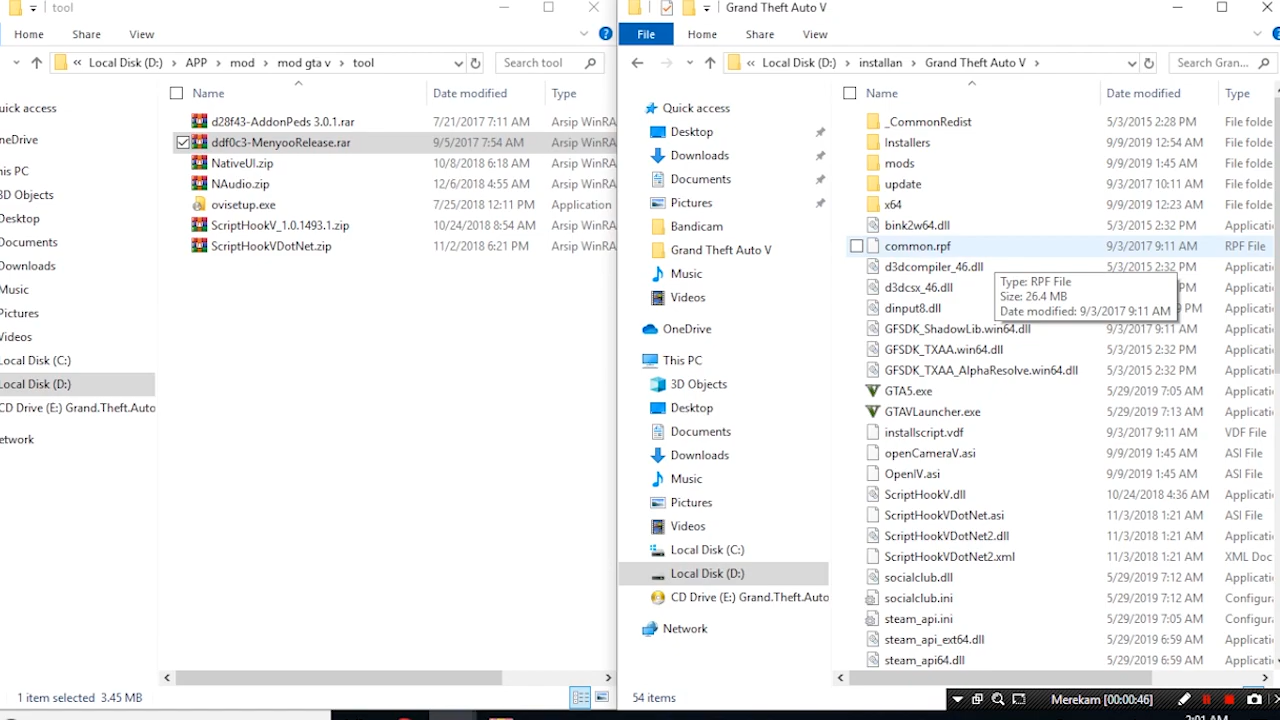 tool
Home Share View
« Local Disk (D:) > APP > mod > mod gta v > tool
Search tool
uick access
neDrive
his PC
3D Objects
Desktop
Documents
Downloads
Music
Pictures
Videos
Local Disk (C:)
Local Disk (D:)
CD Drive (E:) Grand.Theft.Auto
etwork
Name Date modified Type
d28f43-AddonPeds 3.0.1.rar 7/21/2017 7:11 AM Arsip WinRA
ddf0c3-MenyooRelease.rar 9/5/2017 7:54 AM Arsip WinRA
NativeUI.zip 10/8/2018 6:18 AM Arsip WinRA
NAudio.zip 12/6/2018 4:55 AM Arsip WinRA
ovisetup.exe 7/25/2018 12:11 PM Application
ScriptHookV_1.0.1493.1.zip 10/24/2018 8:54 AM Arsip WinRA
ScriptHookVDotNet.zip 11/2/2018 6:21 PM Arsip WinRA
1 item selected 3.45 MB
Grand Theft Auto V
File Home Share View
« Local Disk (D:) > installan > Grand Theft Auto V >
Search Gran...
Quick access
Desktop
Downloads
Documents
Pictures
Bandicam
Grand Theft Auto V
Music
Videos
OneDrive
This PC
3D Objects
Desktop
Documents
Downloads
Music
Pictures
Videos
Local Disk (C:)
Local Disk (D:)
CD Drive (E:) Grand.Theft.Auto
Network
Name Date modified Type
_CommonRedist 5/3/2015 2:28 PM File folde
Installers 9/9/2019 12:54 AM File folde
mods 9/9/2019 1:45 AM File folde
update 9/3/2017 10:11 AM File folde
x64 9/9/2019 12:23 AM File folde
bink2w64.dll 9/3/2017 9:11 AM Applicati
common.rpf 9/3/2017 9:11 AM RPF File
d3dcompiler_46.dll 5/3/2015 2:32 PM Applicati
d3dcsx_46.dll PM Applicati
dinput8.dll PM Applicati
GFSDK_ShadowLib.win64.dll 9/3/2017 9:11 AM Applicati
GFSDK_TXAA.win64.dll 5/3/2015 2:32 PM Applicati
GFSDK_TXAA_AlphaResolve.win64.dll 5/3/2015 2:32 PM Applicati
GTA5.exe 5/29/2019 7:05 AM Applicati
GTAVLauncher.exe 5/29/2019 7:13 AM Applicati
installscript.vdf 9/3/2017 9:11 AM VDF File
openCameraV.asi 9/9/2019 1:45 AM ASI File
OpenIV.asi 9/9/2019 1:45 AM ASI File
ScriptHookV.dll 10/24/2018 4:36 AM Applicati
ScriptHookVDotNet.asi 11/3/2018 1:21 AM ASI File
ScriptHookVDotNet2.dll 11/3/2018 1:21 AM Applicati
ScriptHookVDotNet2.xml 11/3/2018 1:21 AM XML Doc
socialclub.dll 5/29/2019 7:12 AM Applicati
socialclub.ini 5/29/2019 7:12 AM Configura
steam_api.ini 5/29/2019 7:05 AM Configura
steam_api_ext64.dll 5/29/2019 6:59 AM Applicati
steam_api64.dll 5/29/2019 6:59 AM Applicati
Type: RPF File
Size: 26.4 MB
Date modified: 9/3/2017 9:11 AM
54 items
Merekam [00:00:46]